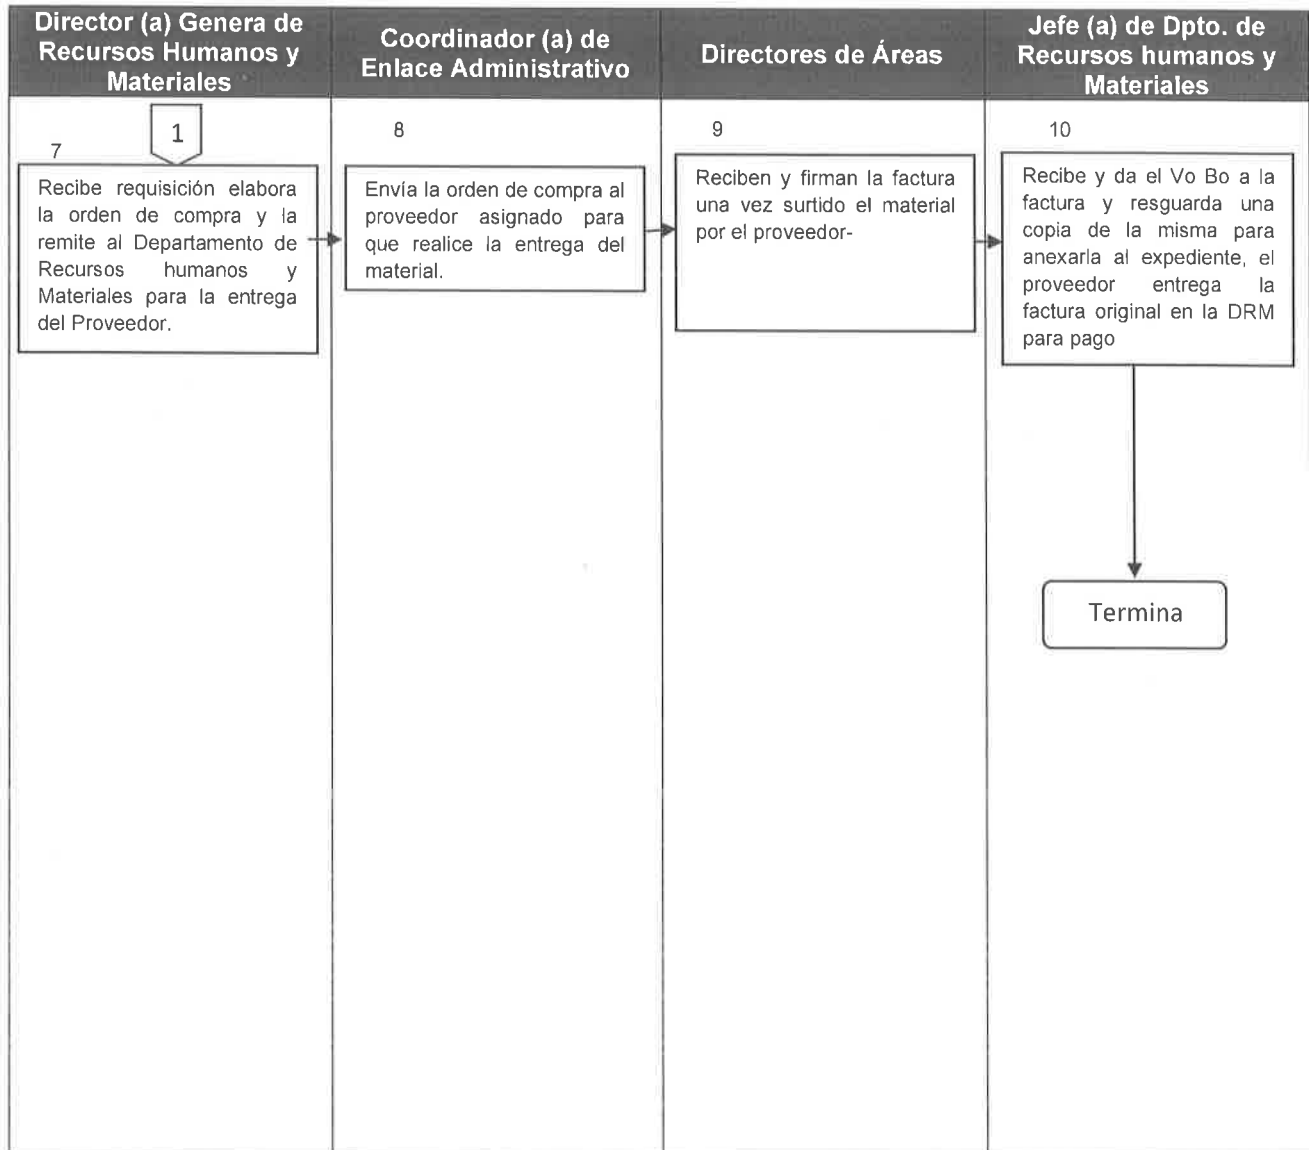 Director (a) Genera de
Recursos Humanos y
Materiales
Coordinador (a) de
Enlace Administrativo
Directores de Áreas
Jefe (a) de Dpto. de
Recursos humanos y
Materiales
1
7
Recibe requisición elabora
la orden de compra y la
remite al Departamento de
Recursos humanos y
Materiales para la entrega
del Proveedor.
8
Envía la orden de compra al
proveedor asignado para
que realice la entrega del
material.
9
Reciben y firman la factura
una vez surtido el material
por el proveedor-
10
Recibe y da el Vo Bo a la
factura y resguarda una
copia de la misma para
anexarla al expediente, el
proveedor entrega la
factura original en la DRM
para pago
Termina